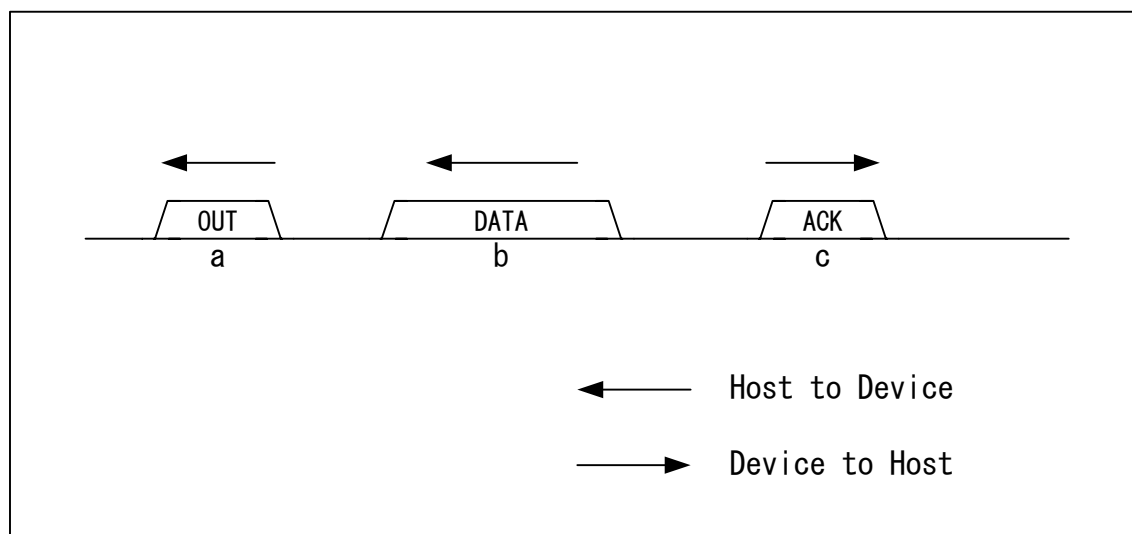 OUT DATA ACK
a b c
Host to Device
Device to Host